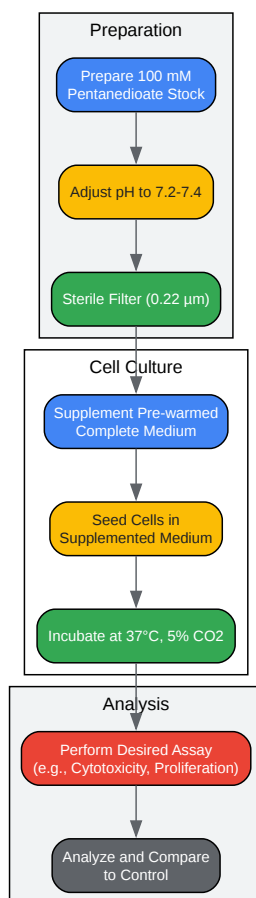 Preparation
Prepare 100 mM
Pentanedioate Stock
Adjust pH to 7.2-7.4
Sterile Filter (0.22 µm)
Cell Culture
Supplement Pre-warmed
Complete Medium
Seed Cells in
Supplemented Medium
Incubate at 37°C, 5% CO2
Analysis
Perform Desired Assay
(e.g., Cytotoxicity, Proliferation)
Analyze and Compare
to Control